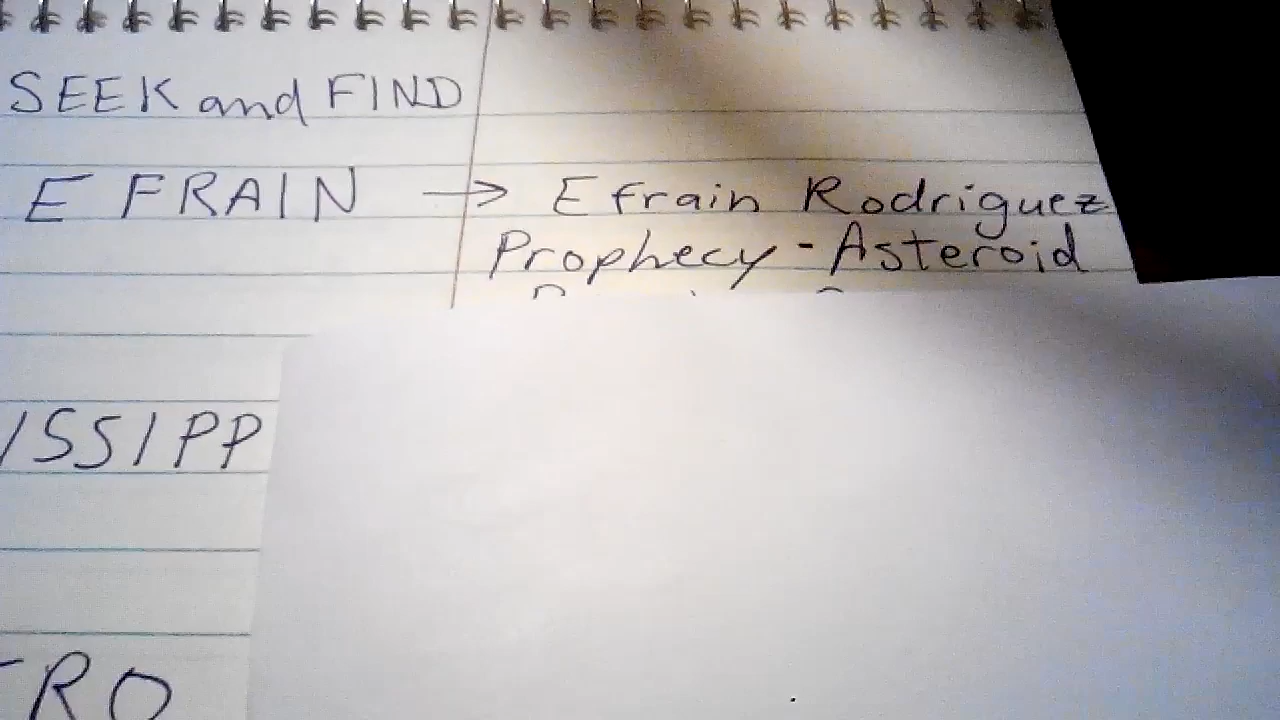 SEEK and FIND
EFRAIN → Efrain Rodriguez
Prophecy - Asteroid
ISSIPP
RO